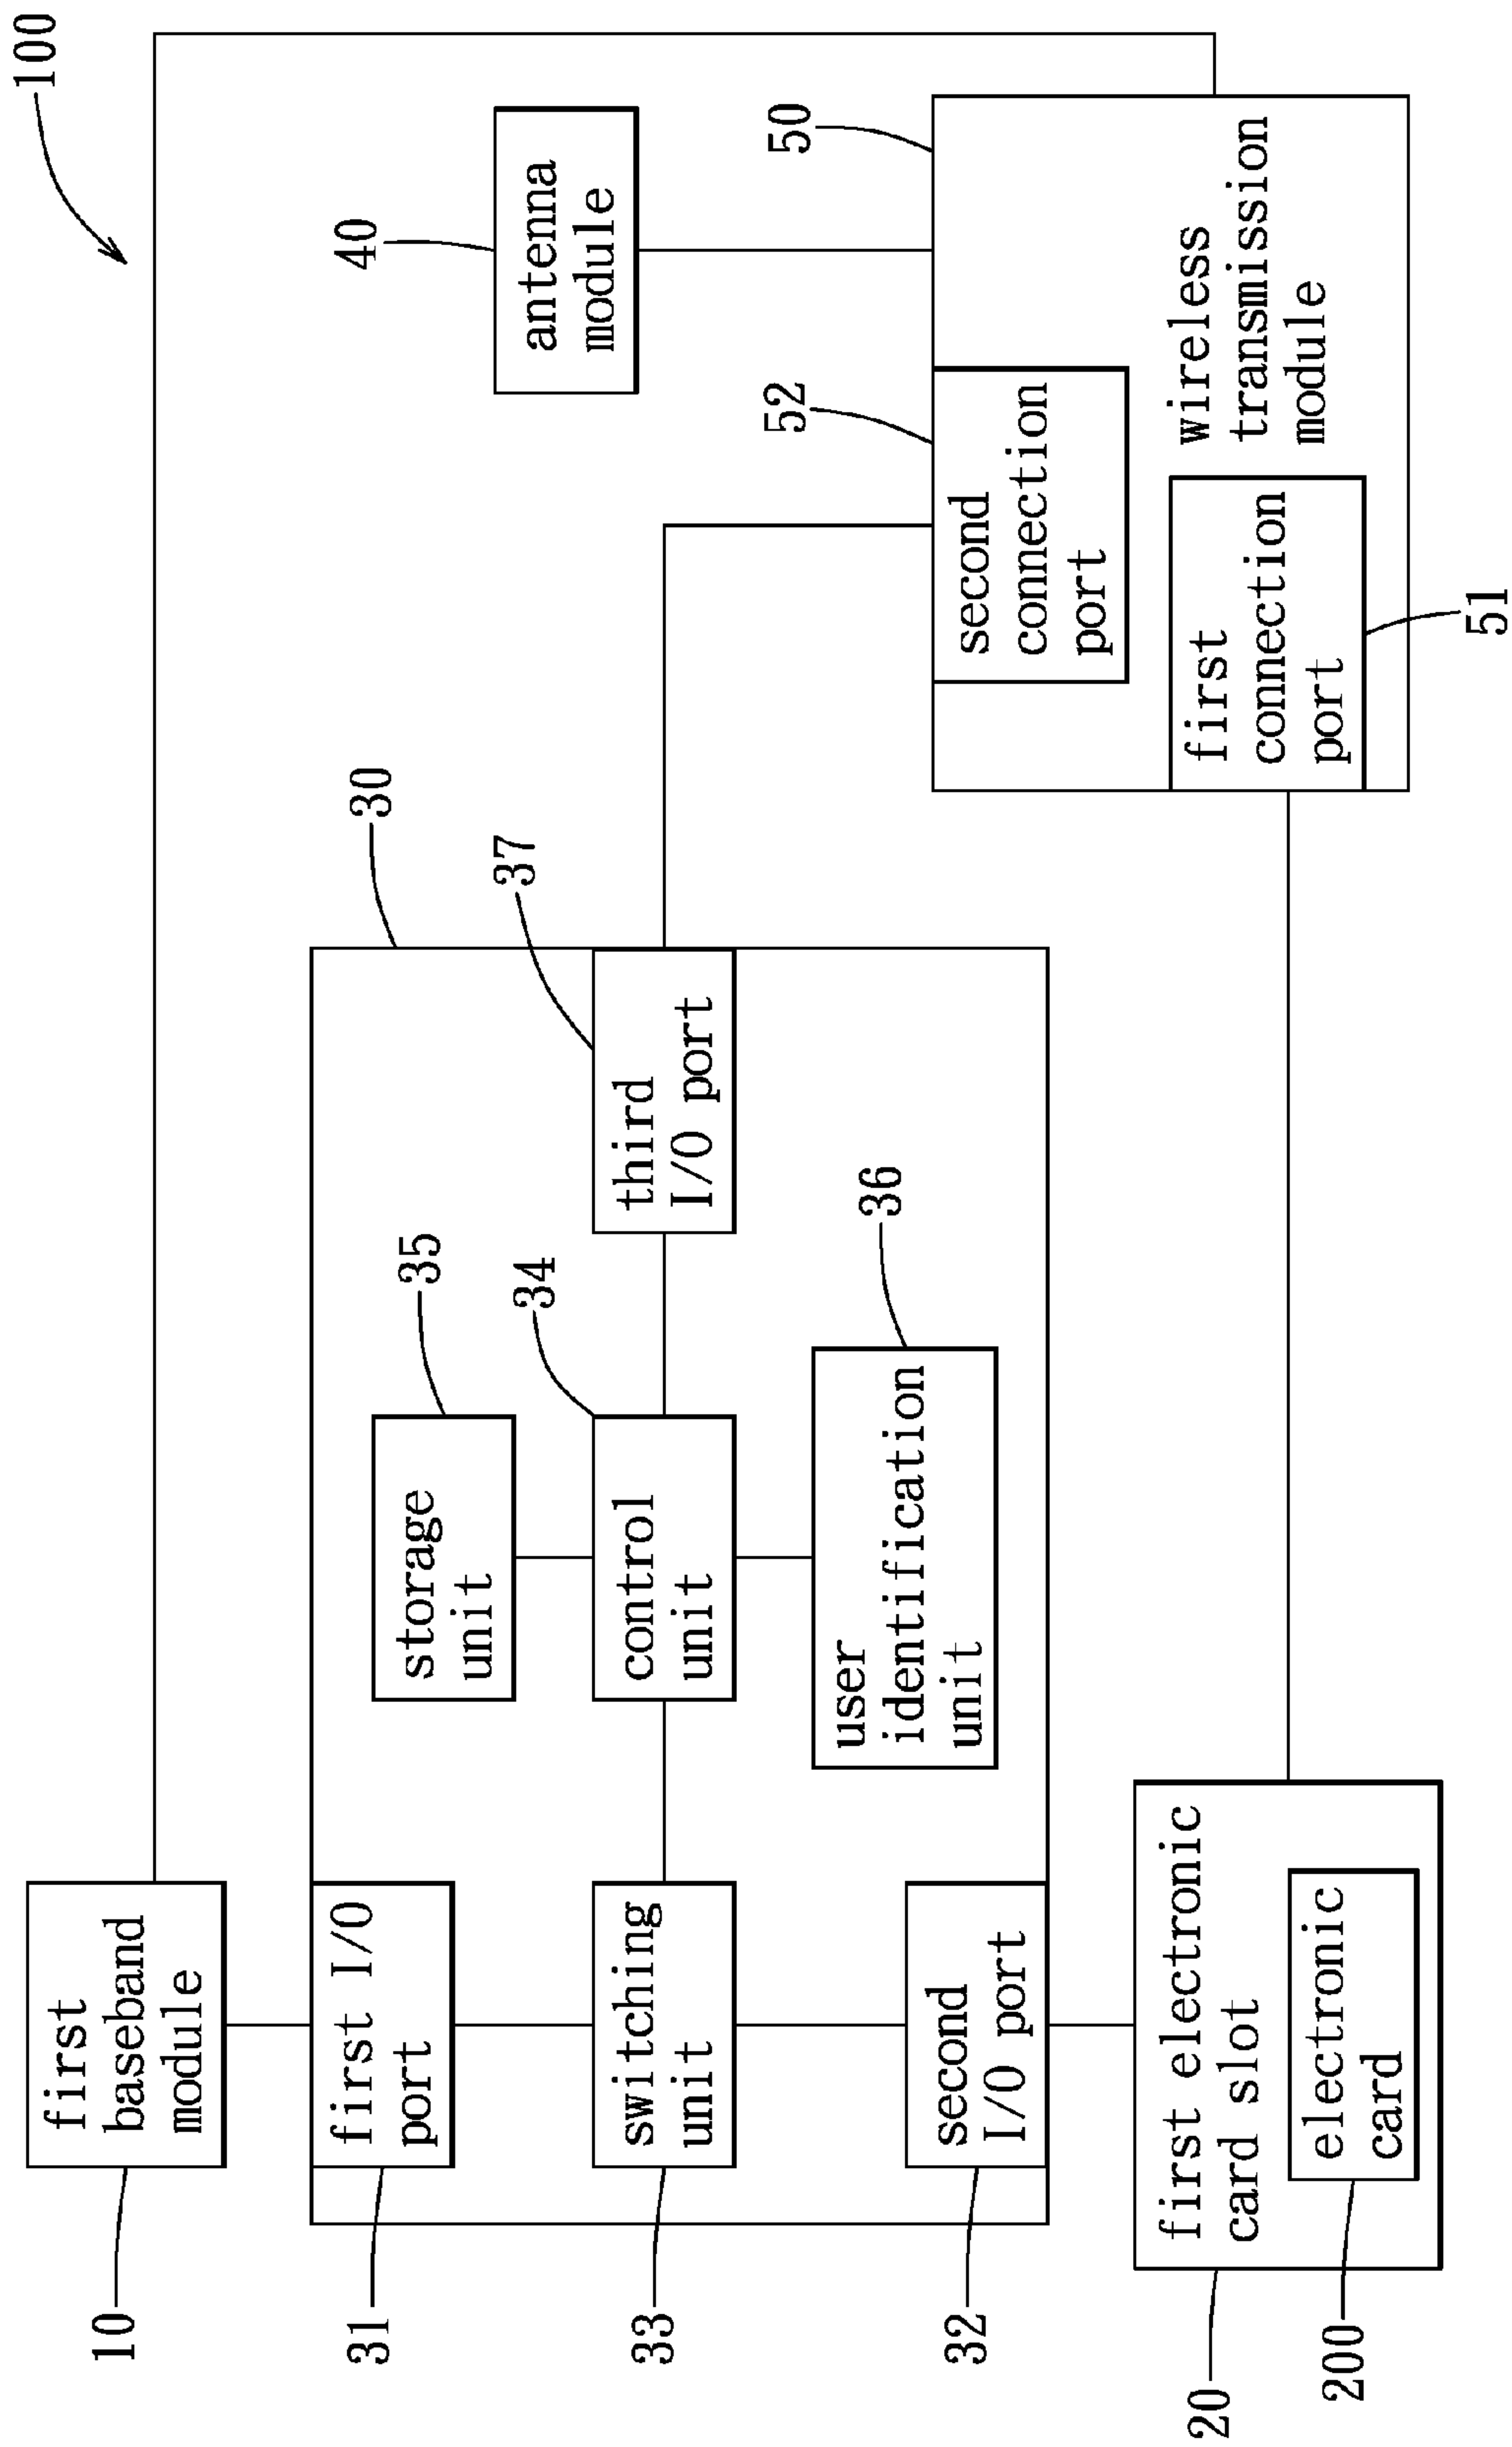 100
10
first
baseband
module
31
first I/O
port
33
switching
unit
32
second
I/O port
20
first electronic
card slot
200
electronic
card
30
35
storage
unit
34
control
unit
36
user
identification
unit
37
third
I/O port
40
antenna
module
50
wireless
transmission
module
52
second
connection
port
51
first
connection
port